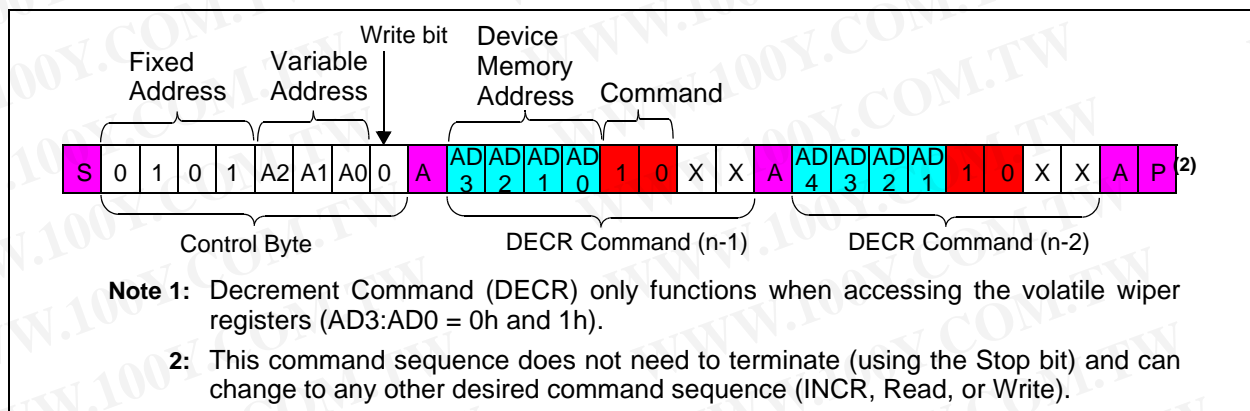 Write bit
Fixed Address
Variable Address
Device Memory Address
Command
S 0 1 0 1 A2 A1 A0 0 A AD3 AD2 AD1 AD0 1 0 X X A AD4 AD3 AD2 AD1 1 0 X X A P (2)
Control Byte
DECR Command (n-1)
DECR Command (n-2)
Note 1: Decrement Command (DECR) only functions when accessing the volatile wiper
registers (AD3:AD0 = 0h and 1h).
2: This command sequence does not need to terminate (using the Stop bit) and can
change to any other desired command sequence (INCR, Read, or Write).
WWW.100Y.COM.TW